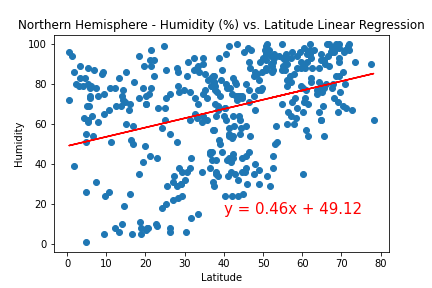 Northern Hemisphere - Humidity (%) vs. Latitude Linear Regression
100
80
60
40
20
0
Humidity
y = 0.46x + 49.12
0 10 20 30 40 50 60 70 80
Latitude